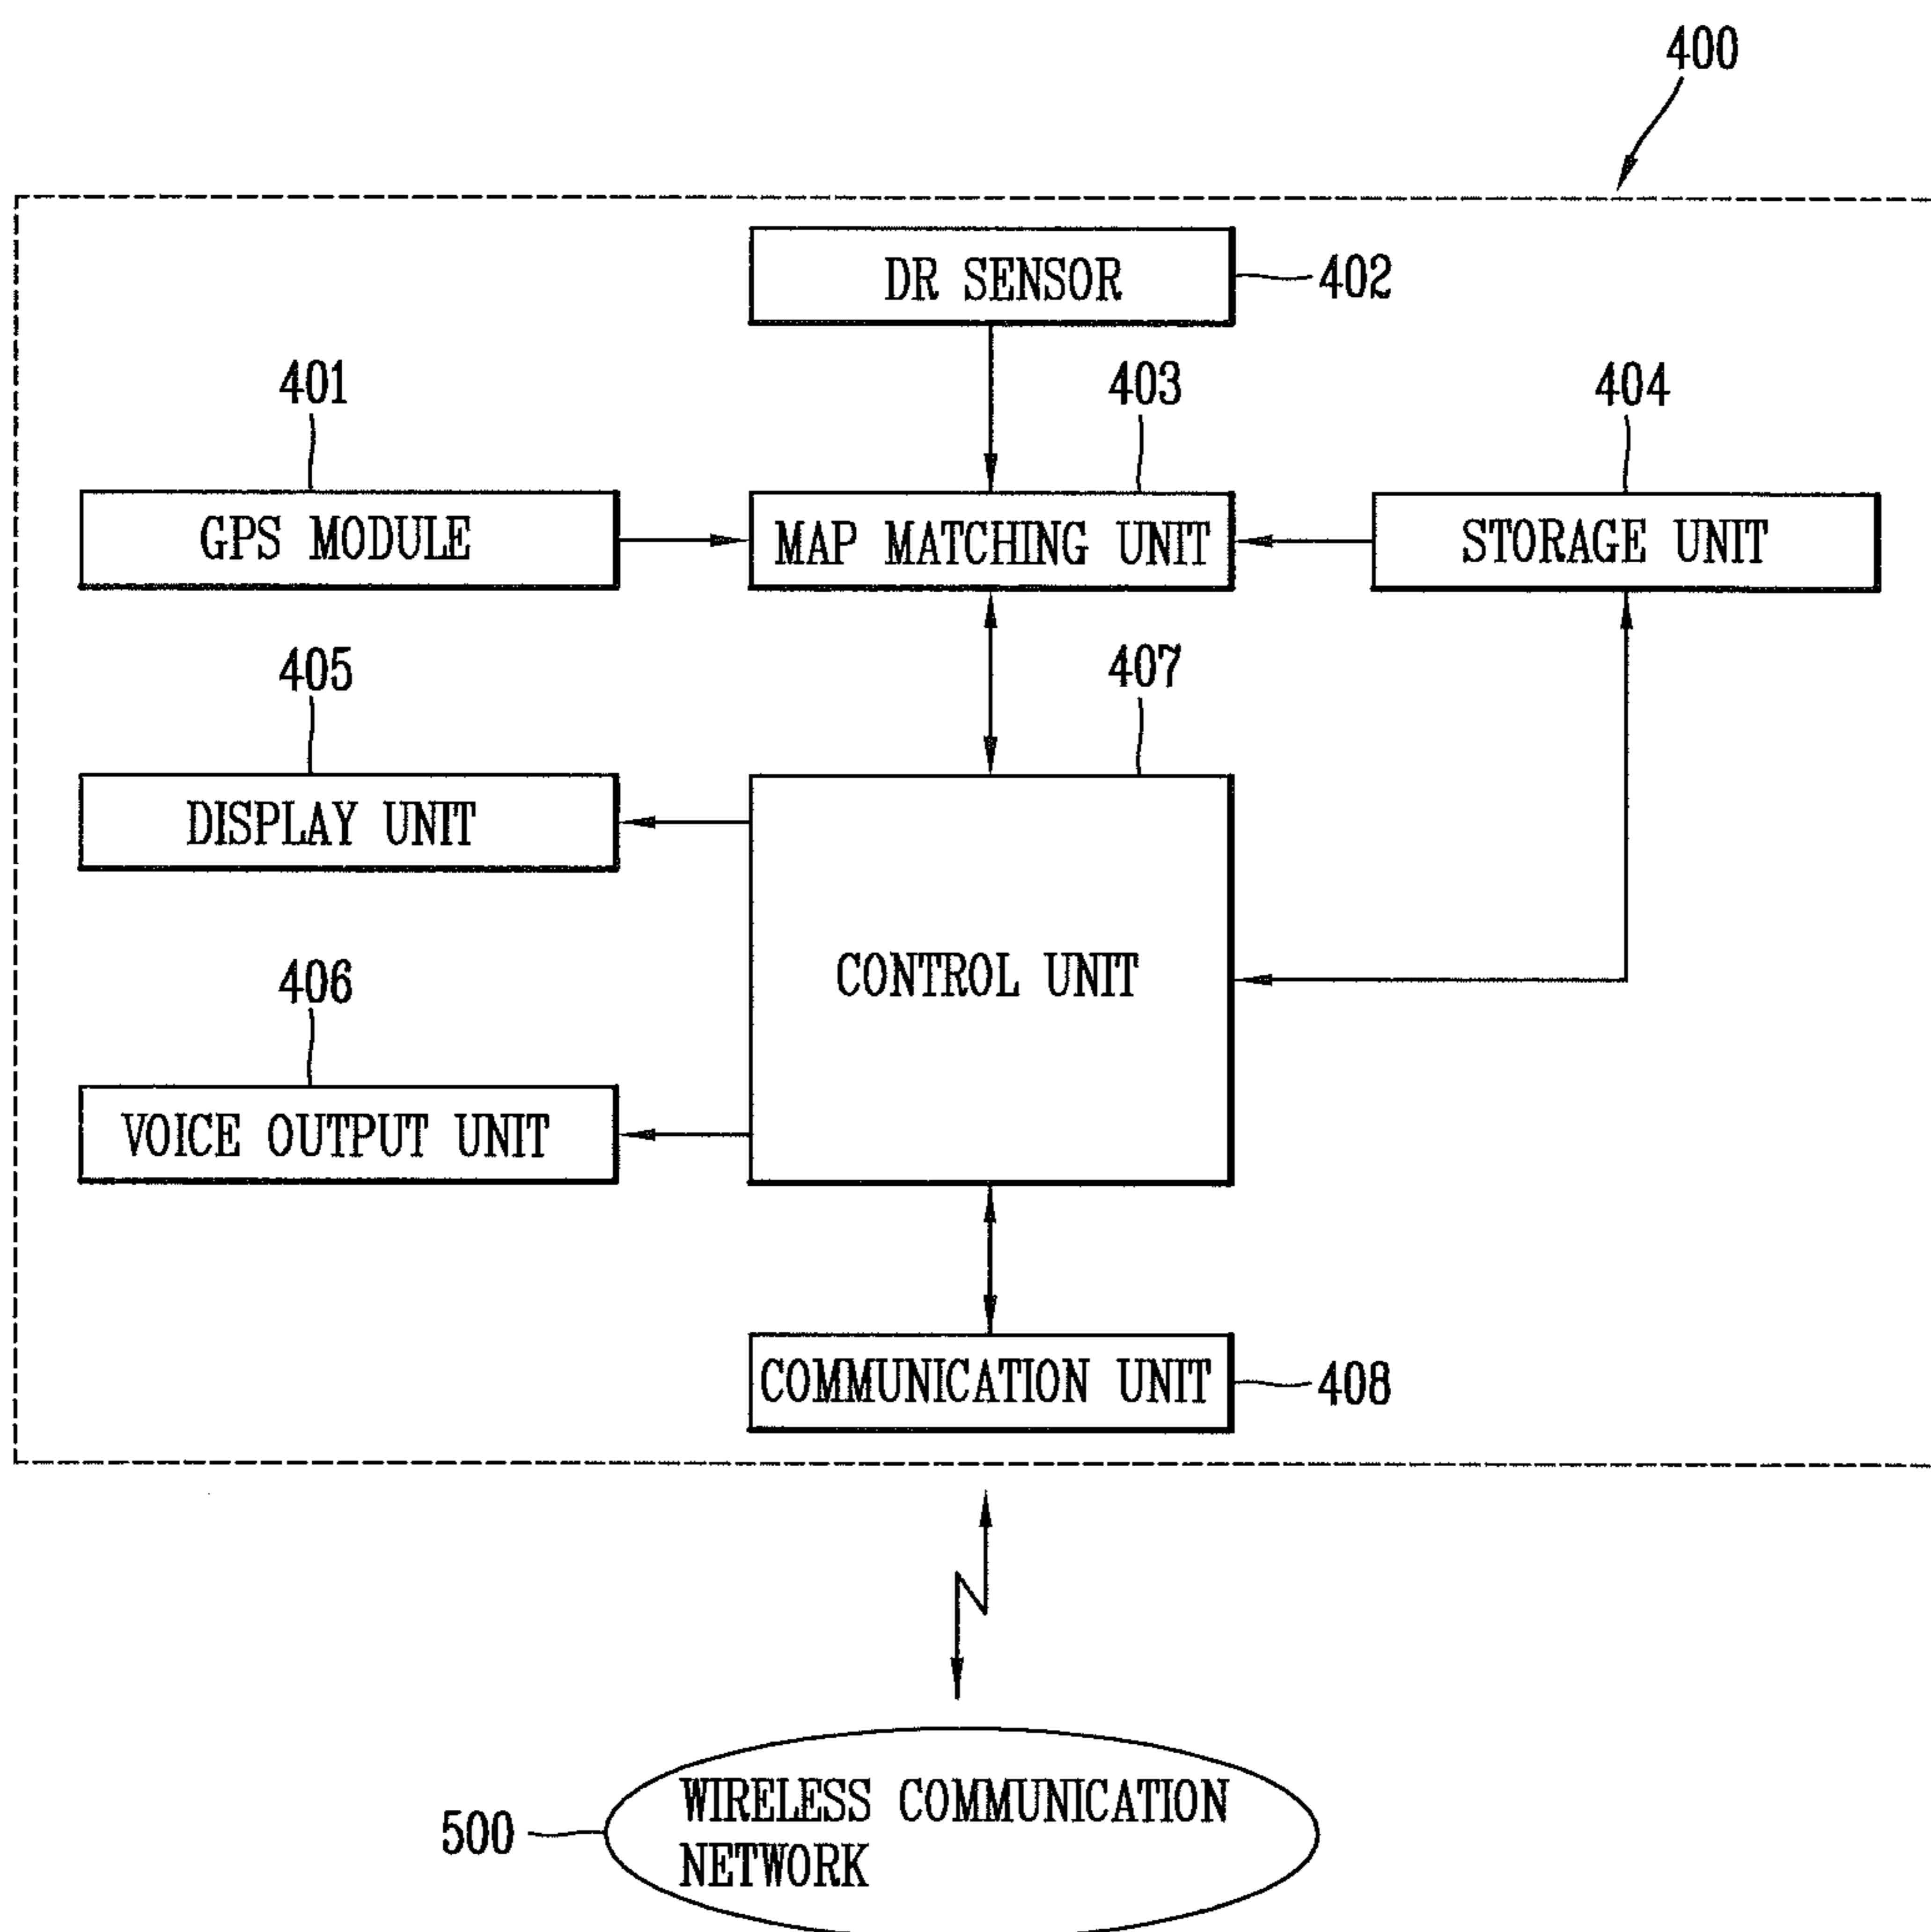 400
DR SENSOR
402
401
403
404
GPS MODULE
MAP MATCHING UNIT
STORAGE UNIT
405
407
DISPLAY UNIT
CONTROL UNIT
406
VOICE OUTPUT UNIT
COMMUNICATION UNIT
408
500
WIRELESS COMMUNICATION
NETWORK